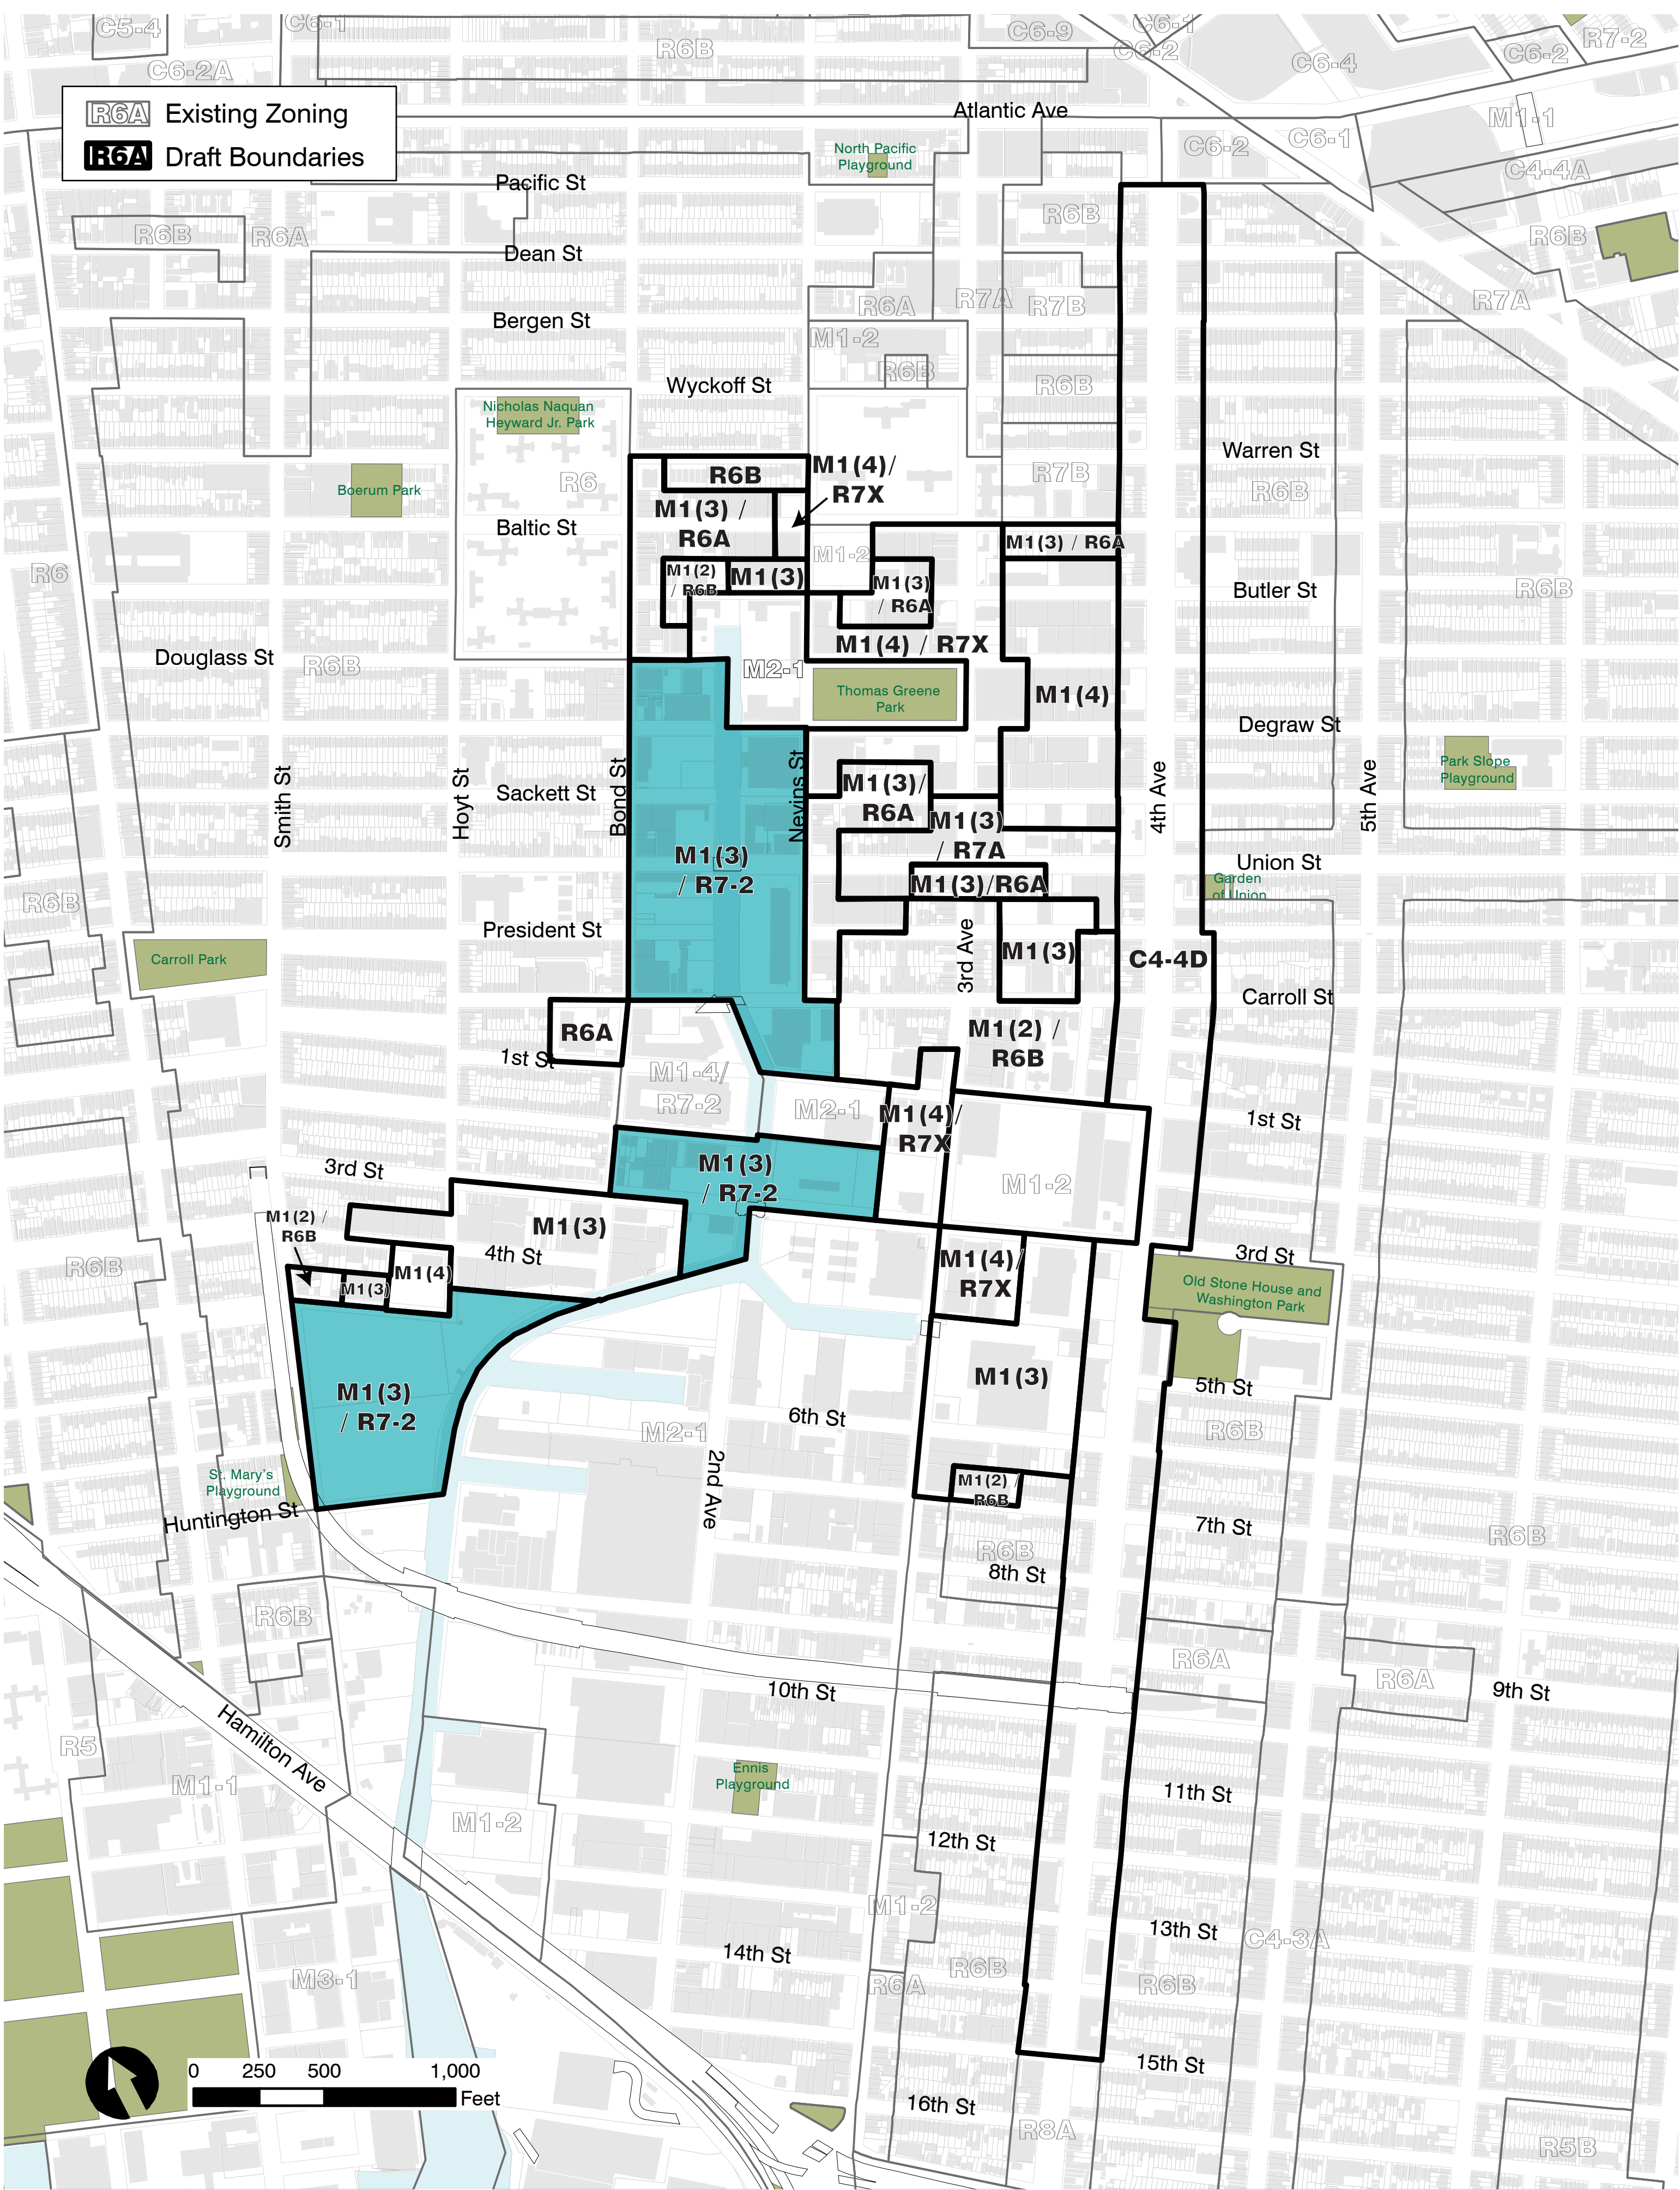 C5-4
C6-1
R6B
C6-9
C6-1
C6-2
C6-4
C6-2
R7-2
C6-2A
R6A Existing Zoning
R6A Draft Boundaries
Atlantic Ave
M1-1
C6-2
C6-1
C4-4A
North Pacific
Playground
Pacific St
R6B
R6B
R6A
R6B
Dean St
R6A
R7A
R7B
R7A
Bergen St
M1-2
R6B
R6B
Wyckoff St
Nicholas Naquan
Heyward Jr. Park
Warren St
R6
R6B
M1(4)/
R7X
R7B
R6B
Boerum Park
M1(3) /
R6A
Baltic St
M1-2
M1(3) / R6A
R6
M1(2)
/ R6B
M1(3)
M1(3)
/ R6A
Butler St
R6B
M1(4) / R7X
Douglass St
R6B
M2-1
Thomas Greene
Park
M1(4)
Degraw St
Park Slope
Playground
Smith St
Hoyt St
Sackett St
Bond St
Nevins St
M1(3)/
R6A
4th Ave
5th Ave
M1(3)
/ R7A
M1(3)
/ R7-2
Union St
M1(3)/R6A
Garden
of Union
R6B
President St
3rd Ave
M1(3)
C4-4D
Carroll Park
Carroll St
R6A
M1(2) /
R6B
1st St
M1-4/
R7-2
M2-1
M1(4)/
R7X
1st St
M1(3)
/ R7-2
3rd St
M1-2
M1(2) /
R6B
M1(3)
4th St
3rd St
R6B
M1(4)
M1(3)
M1(4)/
R7X
Old Stone House and
Washington Park
M1(3)
/ R7-2
M1(3)
5th St
6th St
M2-1
R6B
St. Mary's
Playground
2nd Ave
M1(2) /
R6B
Huntington St
7th St
R6B
R6B
8th St
R6B
R6A
R6A
10th St
9th St
Hamilton Ave
R5
M1-1
Ennis
Playground
11th St
M1-2
12th St
M1-2
13th St
C4-3A
14th St
R6B
M3-1
R6A
R6B
0 250 500 1,000
Feet
15th St
16th St
R8A
R5B